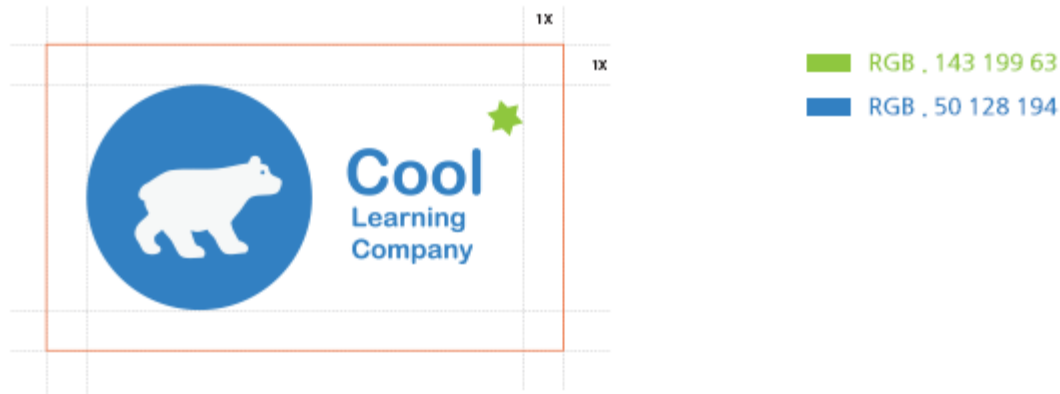 1X
1X
Cool
Learning
Company
RGB . 143 199 63
RGB . 50 128 194